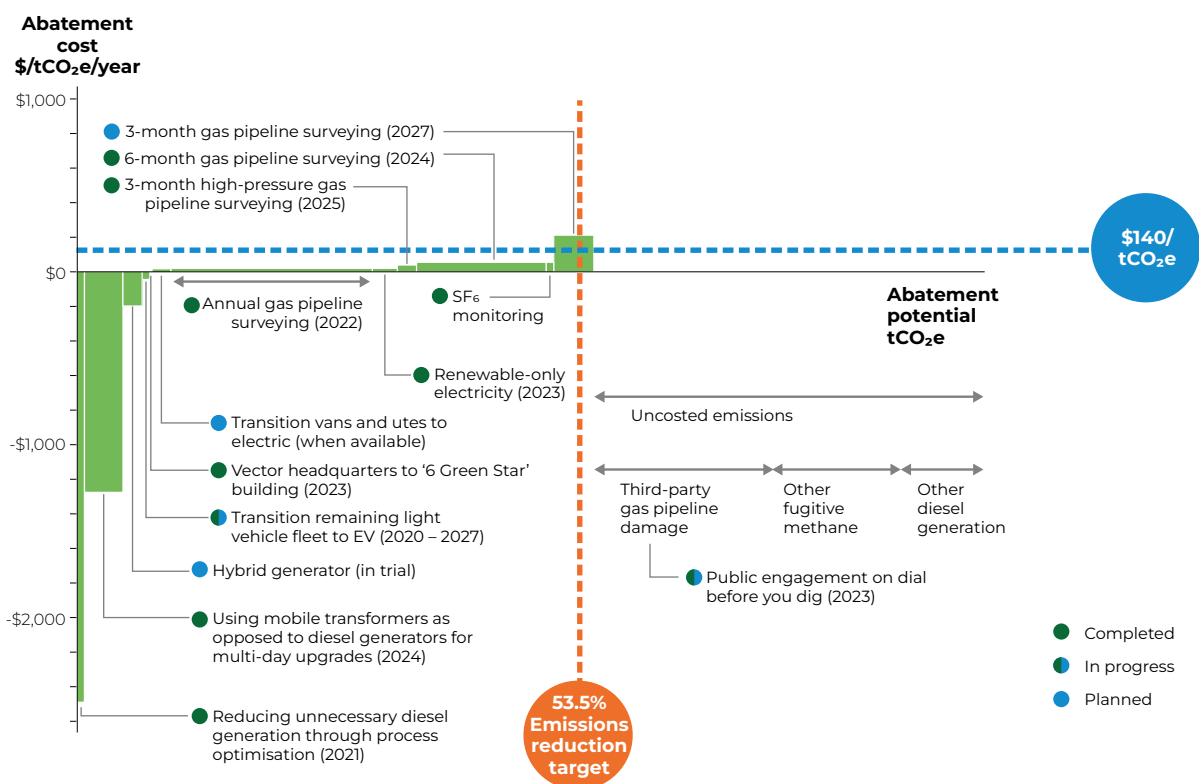 Abatement
cost
$/tCO₂e/year
$1,000
3-month gas pipeline surveying (2027)
6-month gas pipeline surveying (2024)
3-month high-pressure gas
pipeline surveying (2025)
$140/
tCO₂e
$0
Annual gas pipeline
surveying (2022)
SF₆
monitoring
Abatement
potential
tCO₂e
Renewable-only
electricity (2023)
Uncosted emissions
-$1,000
Transition vans and utes to
electric (when available)
Vector headquarters to ‘6 Green Star’
building (2023)
Transition remaining light
vehicle fleet to EV (2020 – 2027)
Third-party
gas pipeline
damage
Other
fugitive
methane
Other
diesel
generation
Hybrid generator (in trial)
Public engagement on dial
before you dig (2023)
-$2,000
Using mobile transformers as
opposed to diesel generators for
multi-day upgrades (2024)
Completed
In progress
Planned
Reducing unnecessary diesel
generation through process
optimisation (2021)
53.5%
Emissions
reduction
target